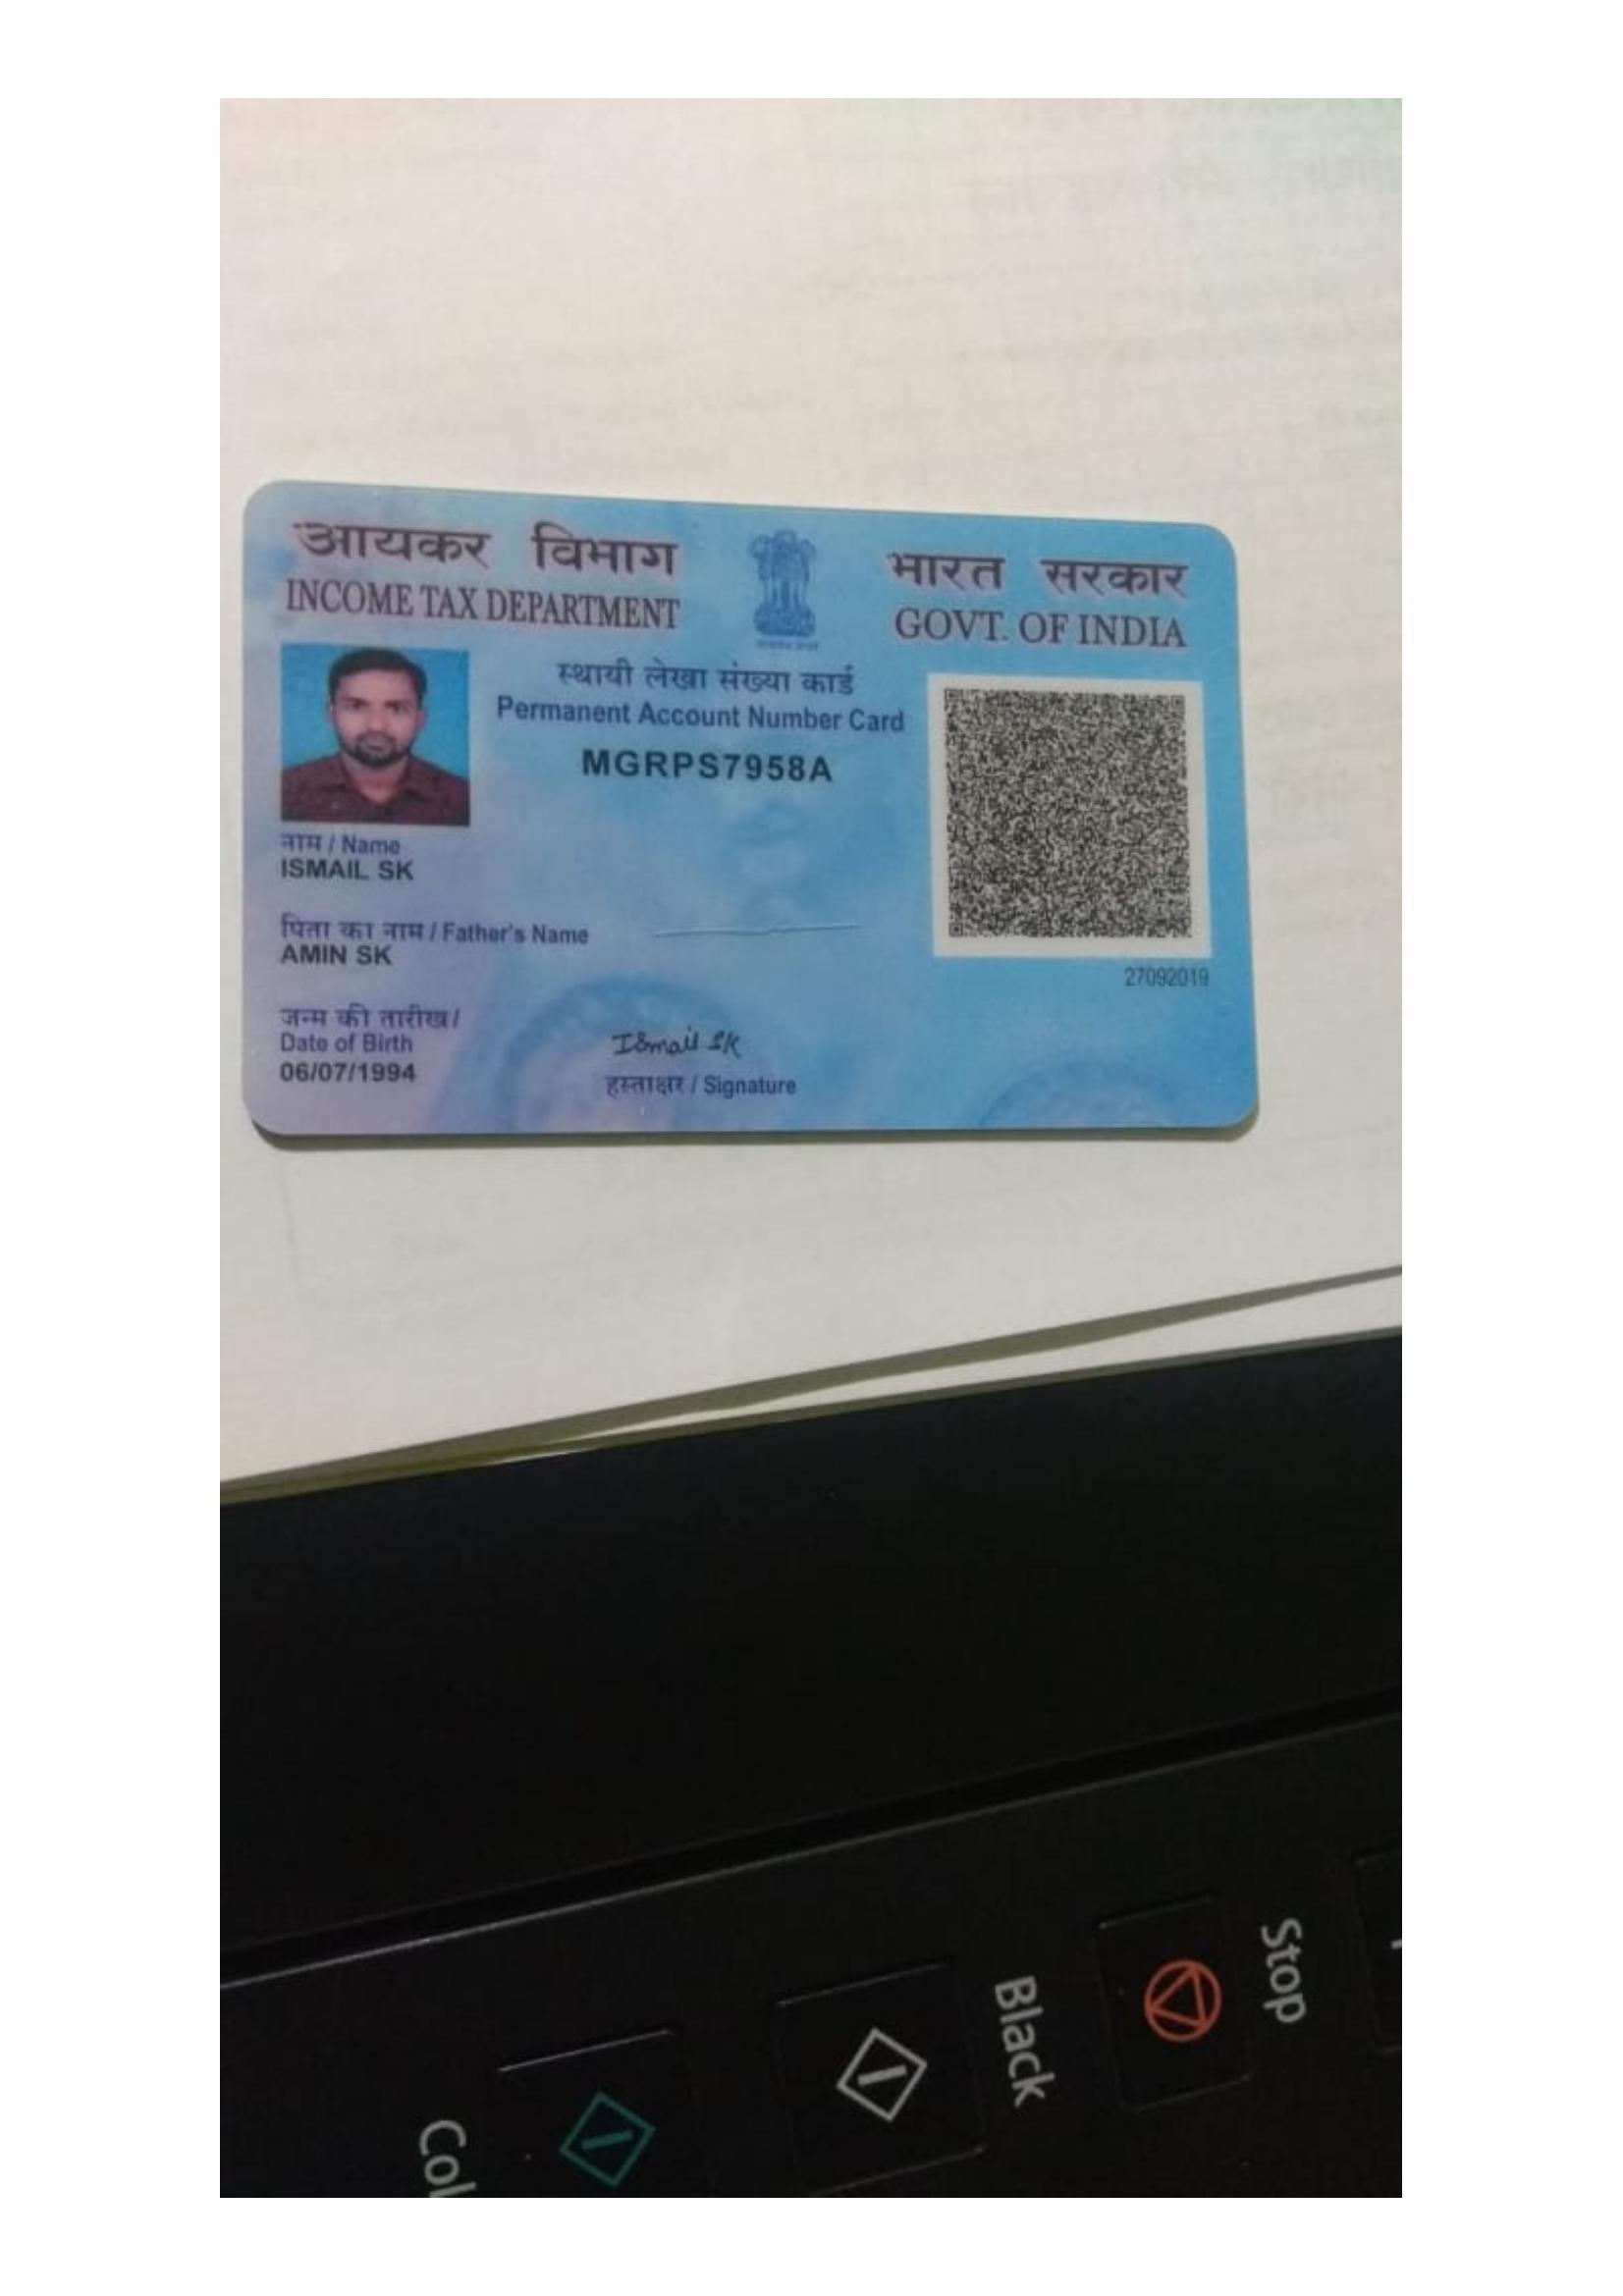 आयकर विभाग
INCOME TAX DEPARTMENT
भारत सरकार
GOVT. OF INDIA
स्थायी लेखा संख्या कार्ड
Permanent Account Number Card
MGRPS7958A
नाम / Name
ISMAIL SK
पिता का नाम / Father's Name
AMIN SK
27092019
जन्म की तारीख /
Date of Birth
06/07/1994
Ismail SK
हस्ताक्षर / Signature
Stop
Black
Col